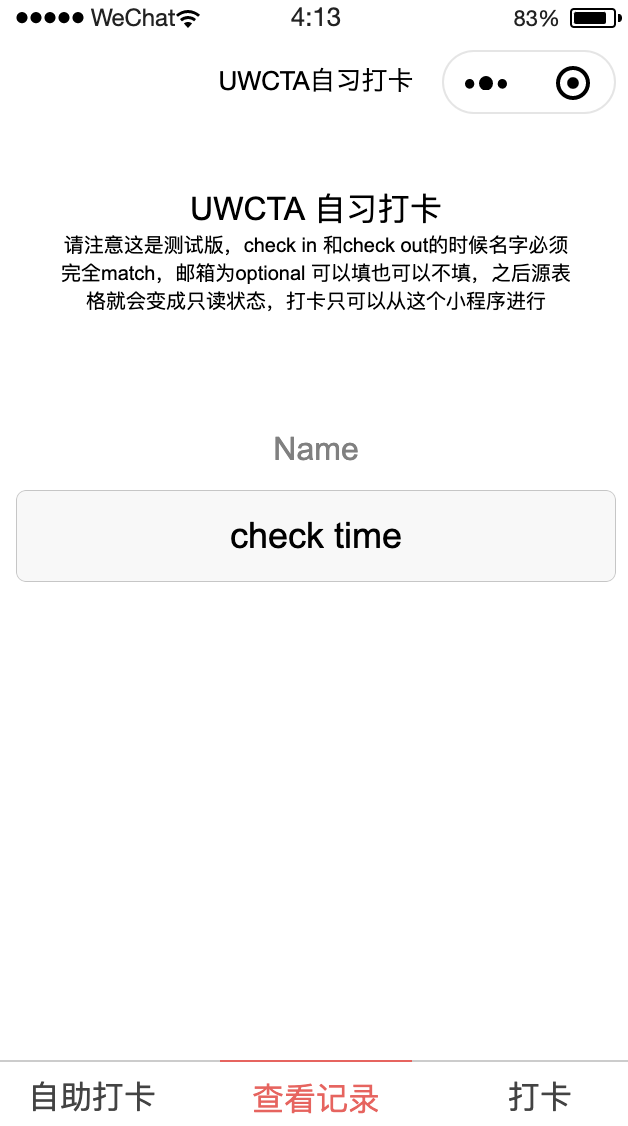 WeChat 4:13 83%
UWCTA自习打卡
UWCTA 自习打卡
请注意这是测试版，check in 和check out的时候名字必须
完全match，邮箱为optional 可以填也可以不填，之后源表
格就会变成只读状态，打卡只可以从这个小程序进行
Name
check time
自助打卡 查看记录 打卡